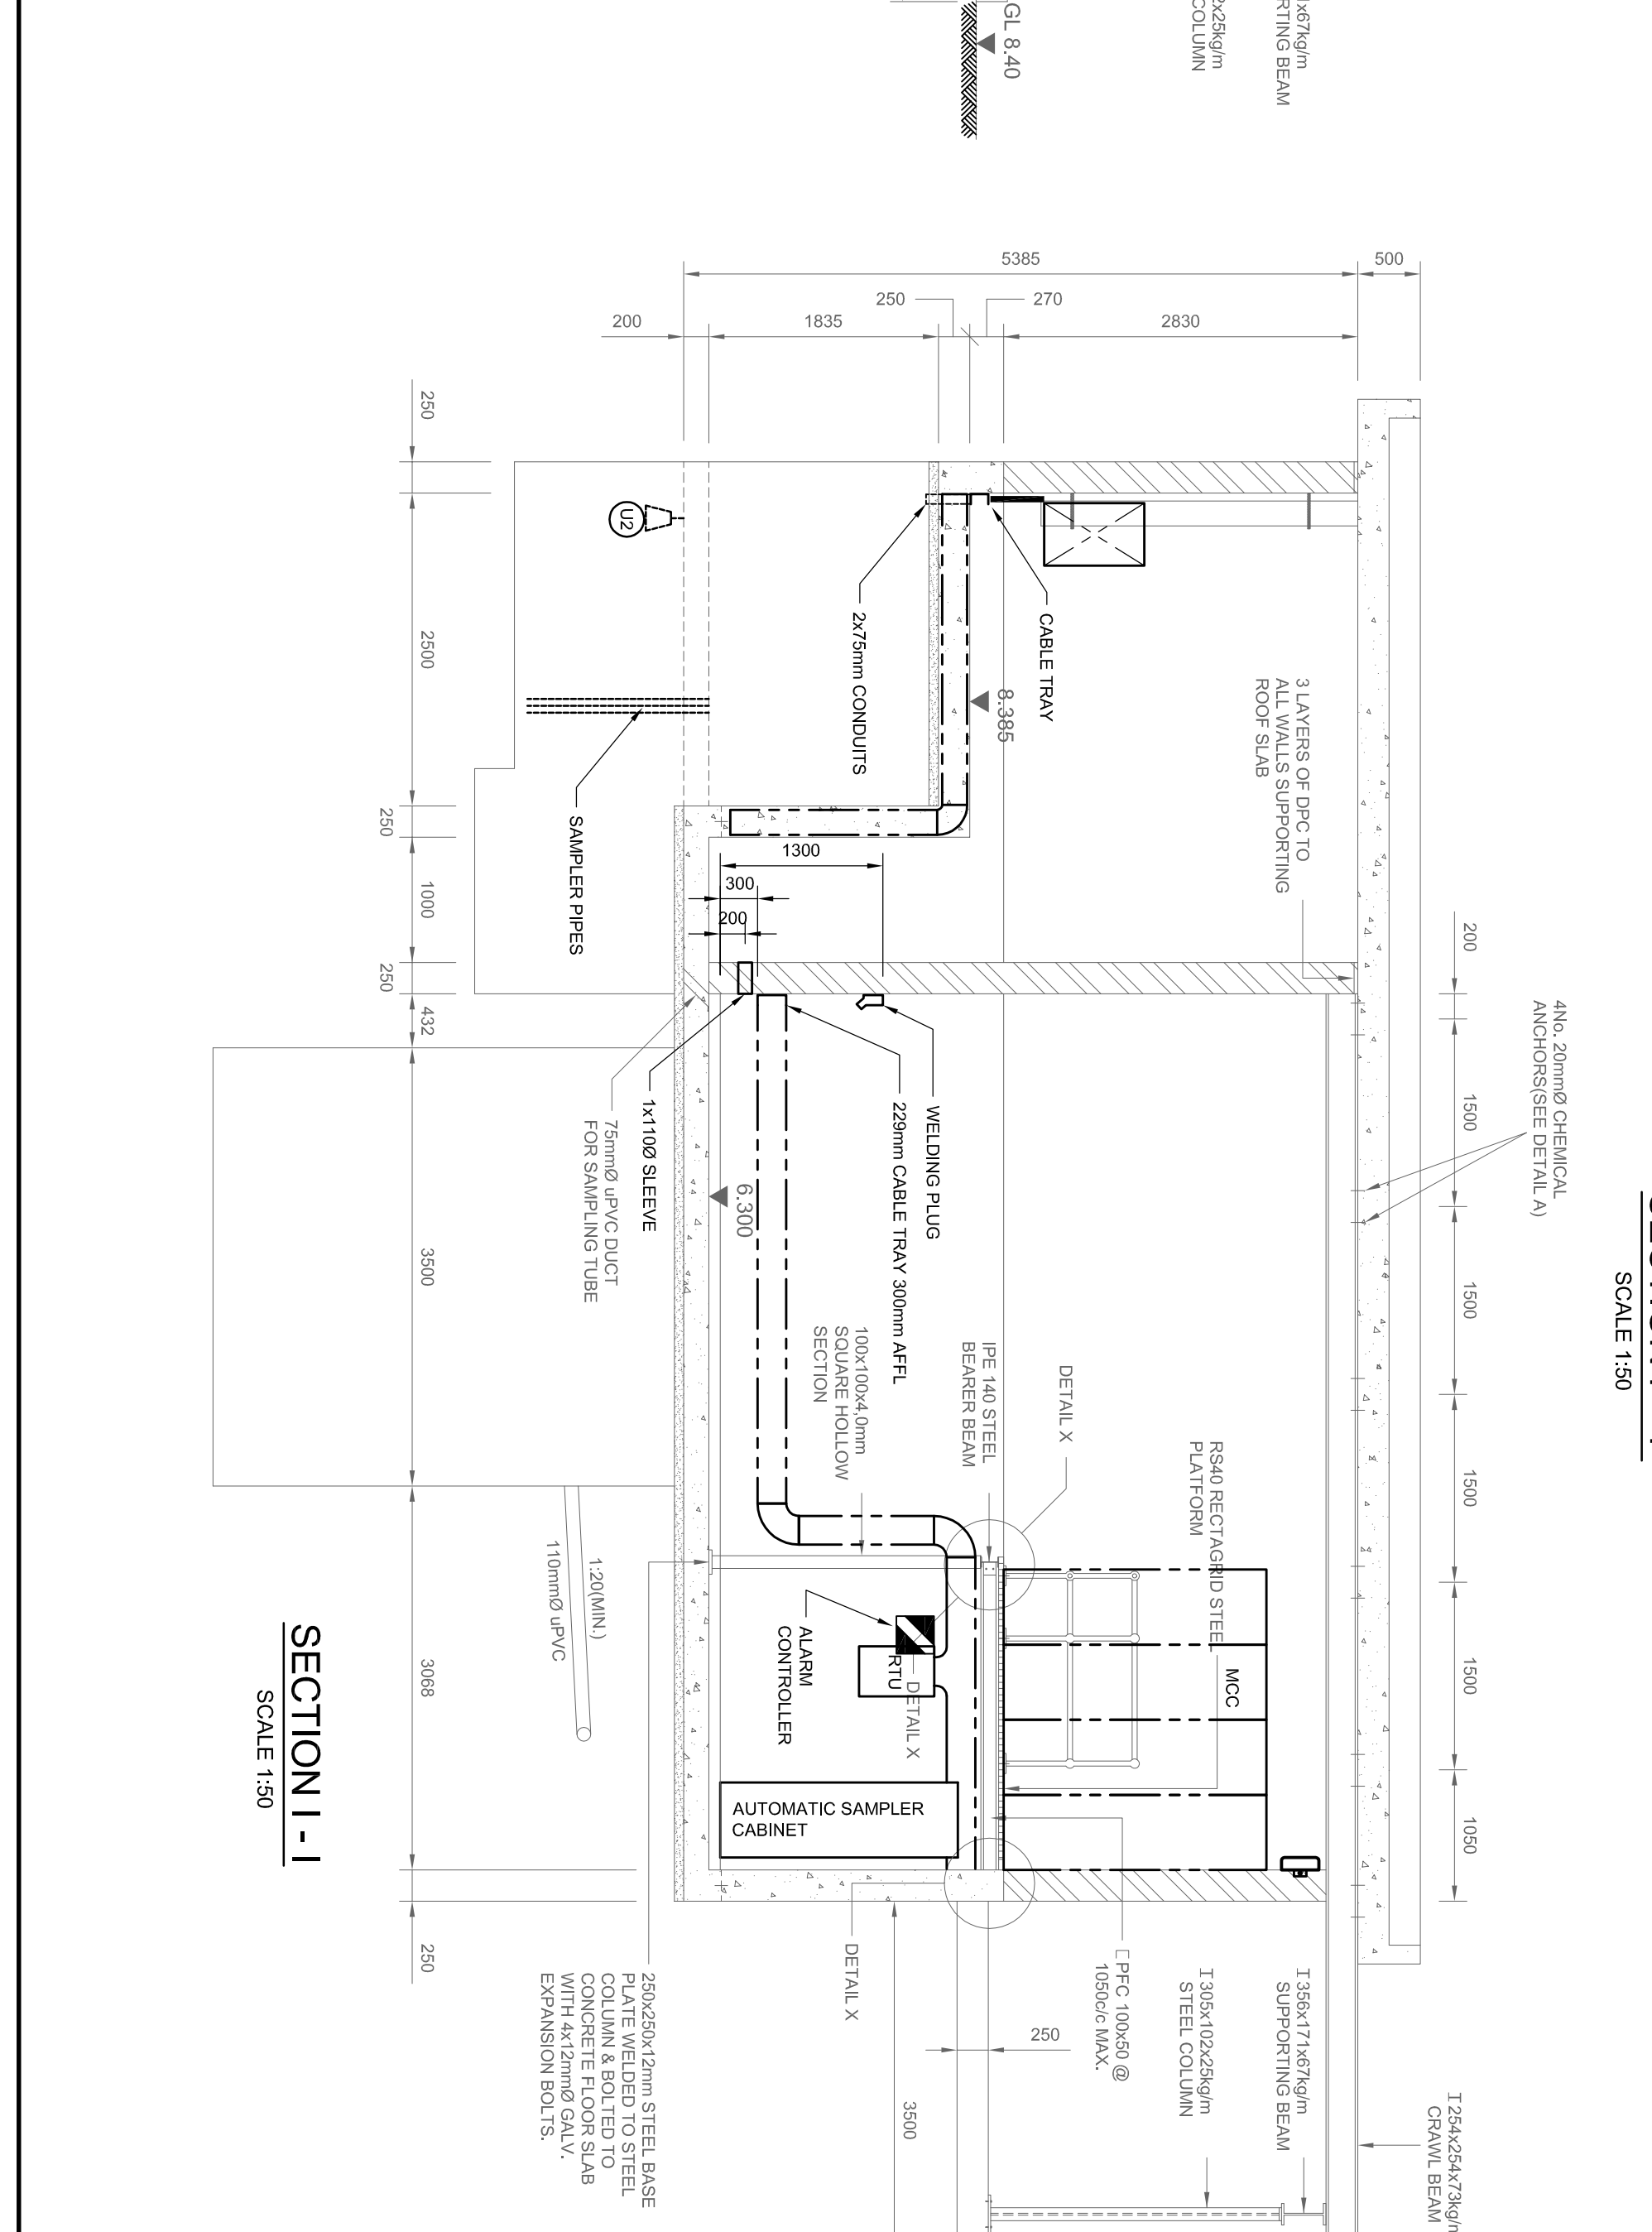 1x67kg/m
RTING BEAM
2x25kg/m
COLUMN
GL 8.40
SCALE 1:50
5385
500
250
270
200
1835
2830
4No. 20mmØ CHEMICAL
ANCHORS(SEE DETAIL A)
200
1500
1500
1500
1500
1050
3 LAYERS OF DPC TO
ALL WALLS SUPPORTING
ROOF SLAB
CABLE TRAY
8.385
2x75mm CONDUITS
U2
SAMPLER PIPES
1300
300
200
WELDING PLUG
229mm CABLE TRAY 300mm AFFL
6.300
1x110Ø SLEEVE
75mmØ uPVC DUCT
FOR SAMPLING TUBE
DETAIL X
IPE 140 STEEL
BEARER BEAM
100x100x4,0mm
SQUARE HOLLOW
SECTION
RS40 RECTAGRID STEEL
PLATFORM
MCC
RTU
DETAIL X
ALARM
CONTROLLER
AUTOMATIC SAMPLER
CABINET
250
2500
250
1000
250
432
3500
3068
250
1:20(MIN.)
110mmØ uPVC
DETAIL X
250x250x12mm STEEL BASE
PLATE WELDED TO STEEL
COLUMN & BOLTED TO
CONCRETE FLOOR SLAB
WITH 4x12mmØ GALV.
EXPANSION BOLTS.
I 254x254x73kg/m
CRAWL BEAM
I 356x171x67kg/m
SUPPORTING BEAM
I 305x102x25kg/m
STEEL COLUMN
[ PFC 100x50 @
1050c/c MAX.
250
3500
SECTION I - I
SCALE 1:50